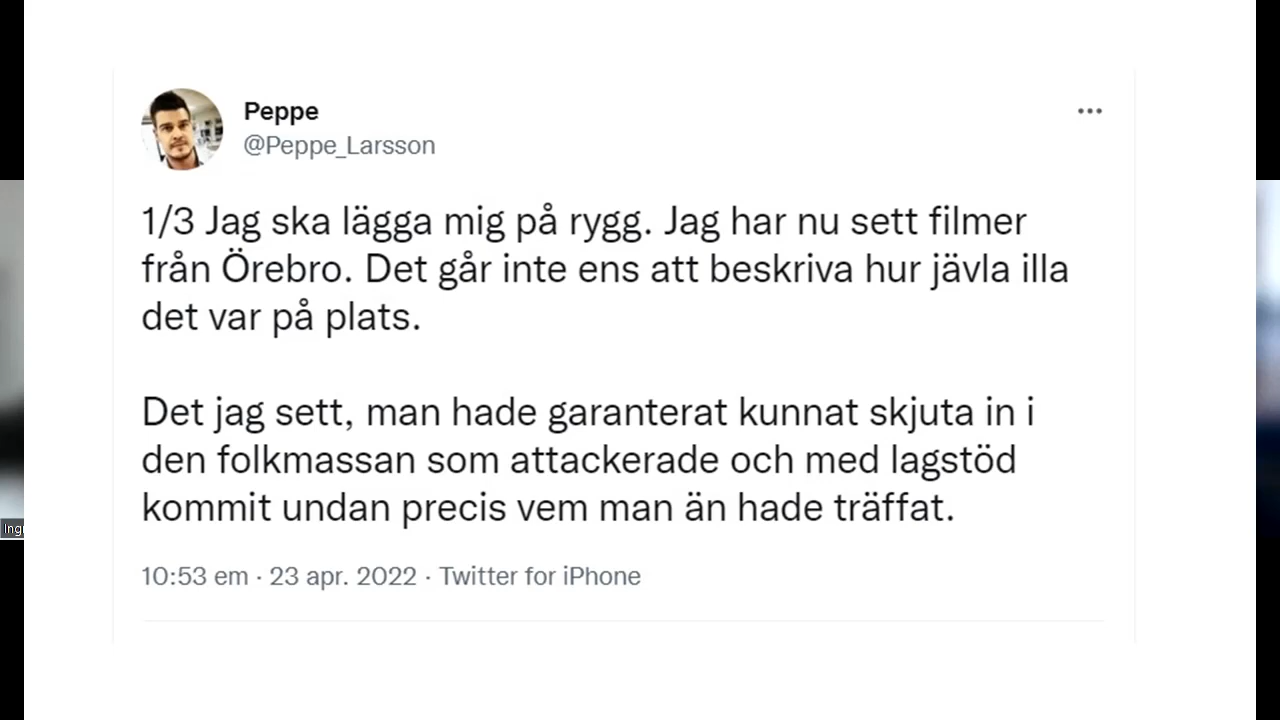 Peppe
@Peppe_Larsson
1/3 Jag ska lägga mig på rygg. Jag har nu sett filmer
från Örebro. Det går inte ens att beskriva hur jävla illa
det var på plats.
Det jag sett, man hade garanterat kunnat skjuta in i
den folkmassan som attackerade och med lagstöd
kommit undan precis vem man än hade träffat.
10:53 em · 23 apr. 2022 · Twitter for iPhone